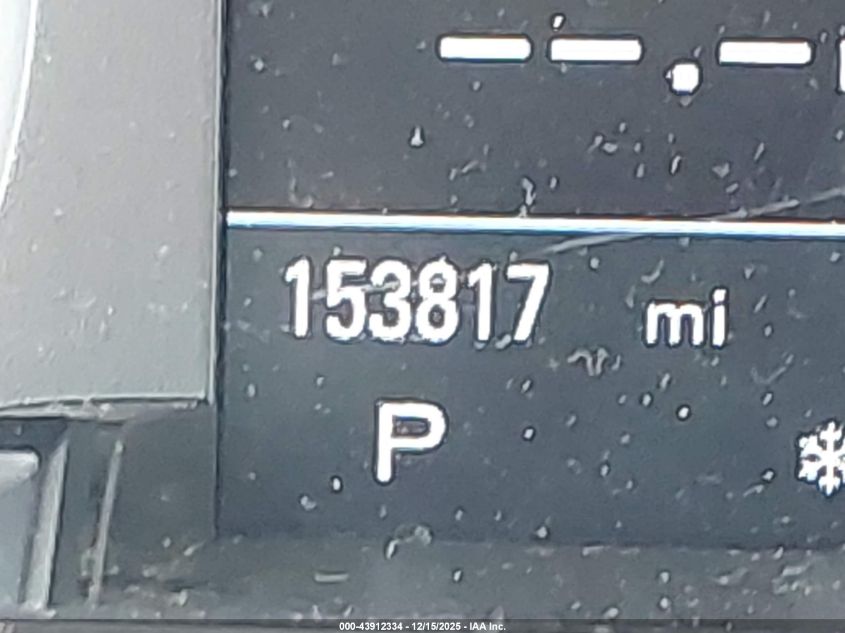 --.-
153817 mi
P
000-43912334 - 12/15/2025 - IAA Inc.